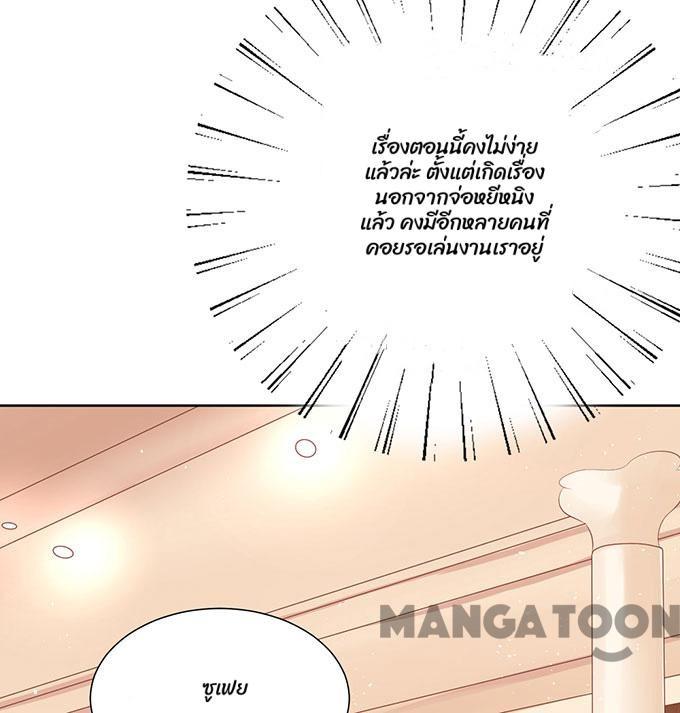 เรื่องตอนนี้คงไม่ง่าย
แล้วล่ะ ตั้งแต่เกิดเรื่อง
นอกจากจ่อหยีหนิง
แล้ว คงมีอีกหลายคนที่
คอยรอเล่นงานเราอยู่
MANGATOON
ซูเฟย